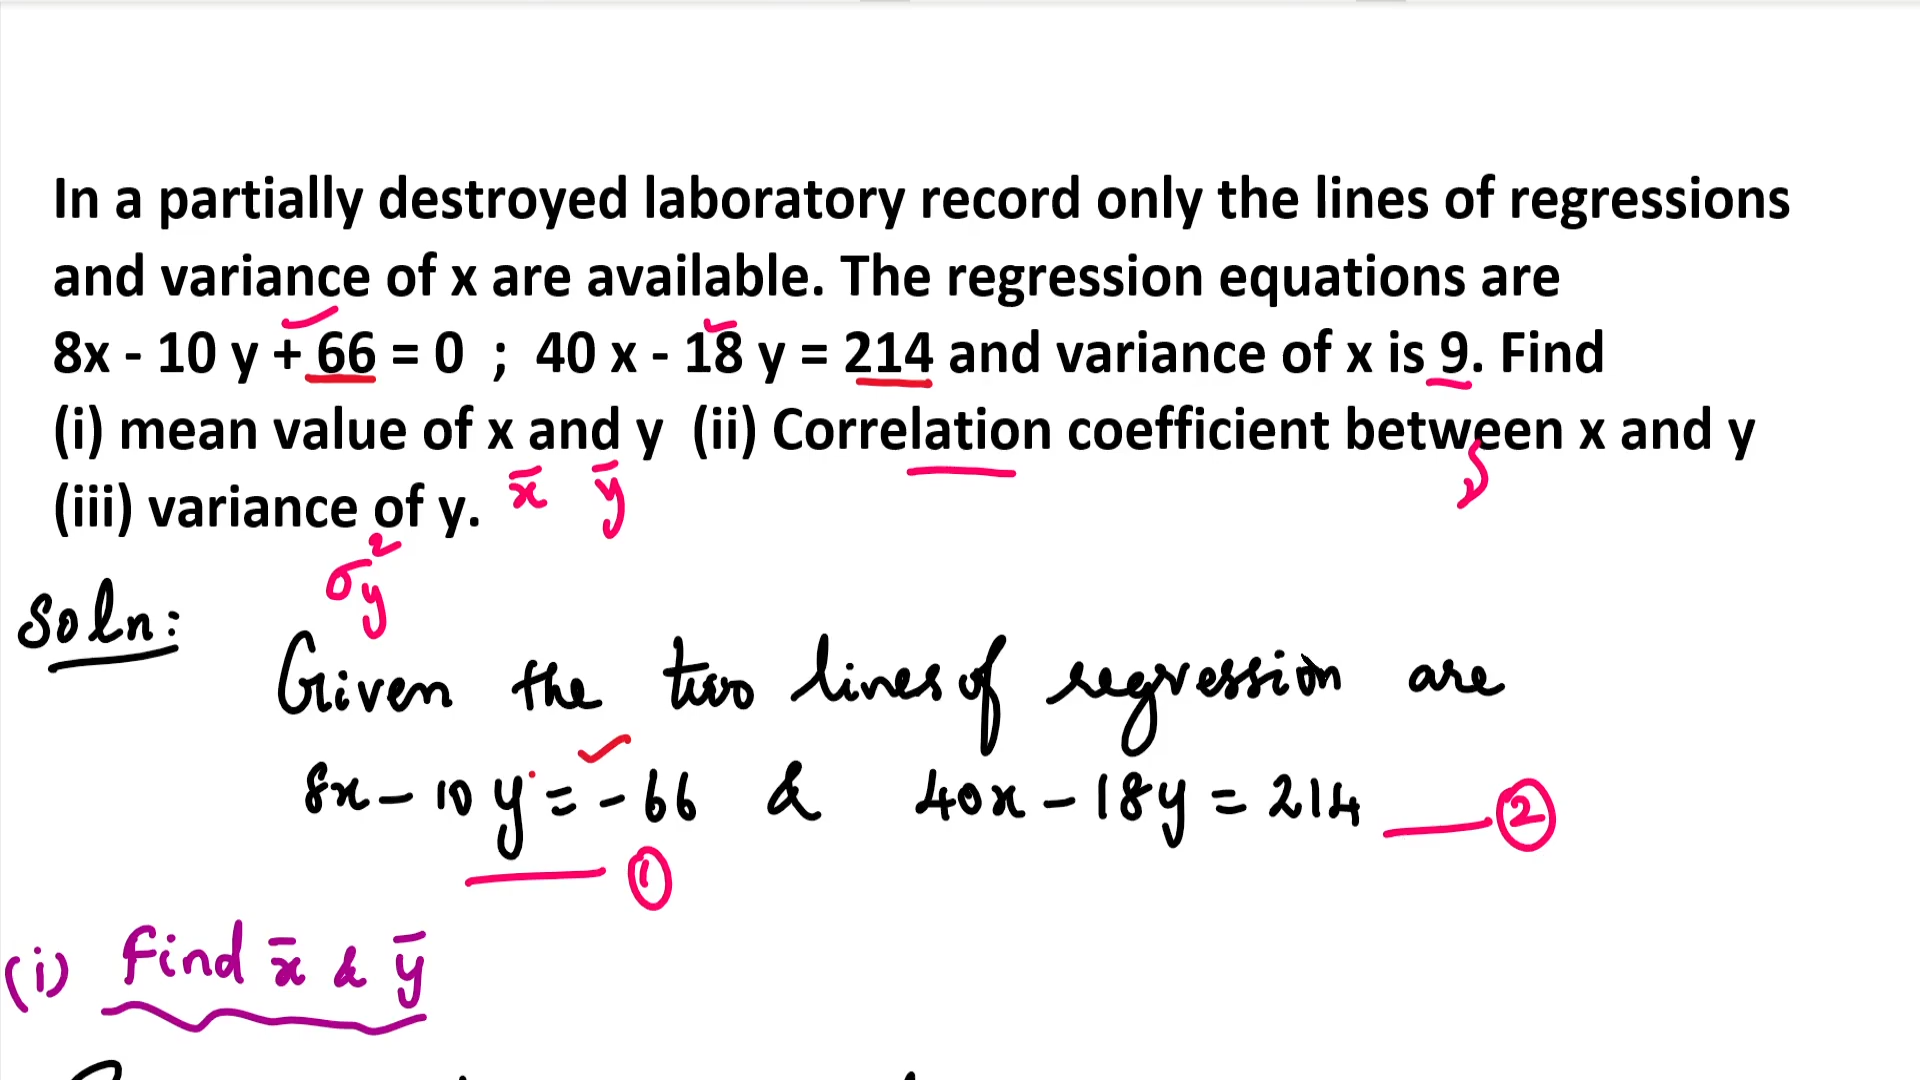 In a partially destroyed laboratory record only the lines of regressions
and variance of x are available. The regression equations are
8x - 10 y + 66 = 0 ; 40 x - 18 y = 214 and variance of x is 9. Find
(i) mean value of x and y (ii) Correlation coefficient between x and y
(iii) variance of y. x̄ ȳ
σy²
Soln:
Given the two lines of regression are
8x - 10y = -66 & 40x - 18y = 214 ②
①
(i) Find x̄ & ȳ